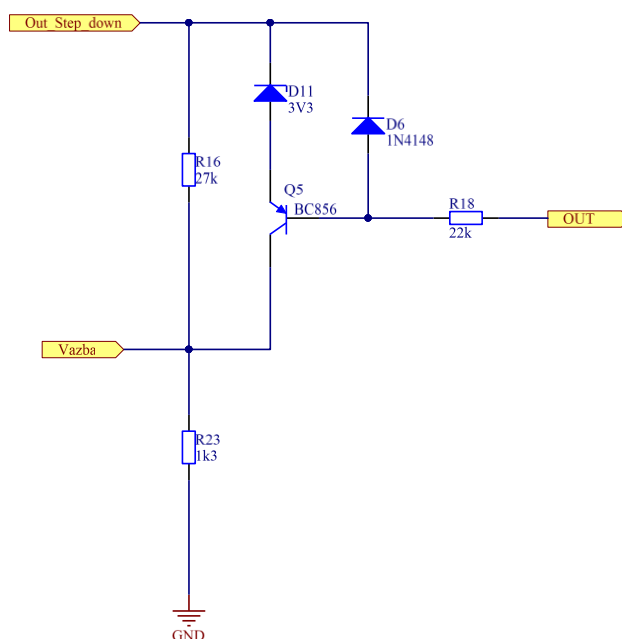 Out_Step_down
D11
3V3
D6
1N4148
R16
27k
Q5
BC856
R18
22k
OUT
Vazba
R23
1k3
GND